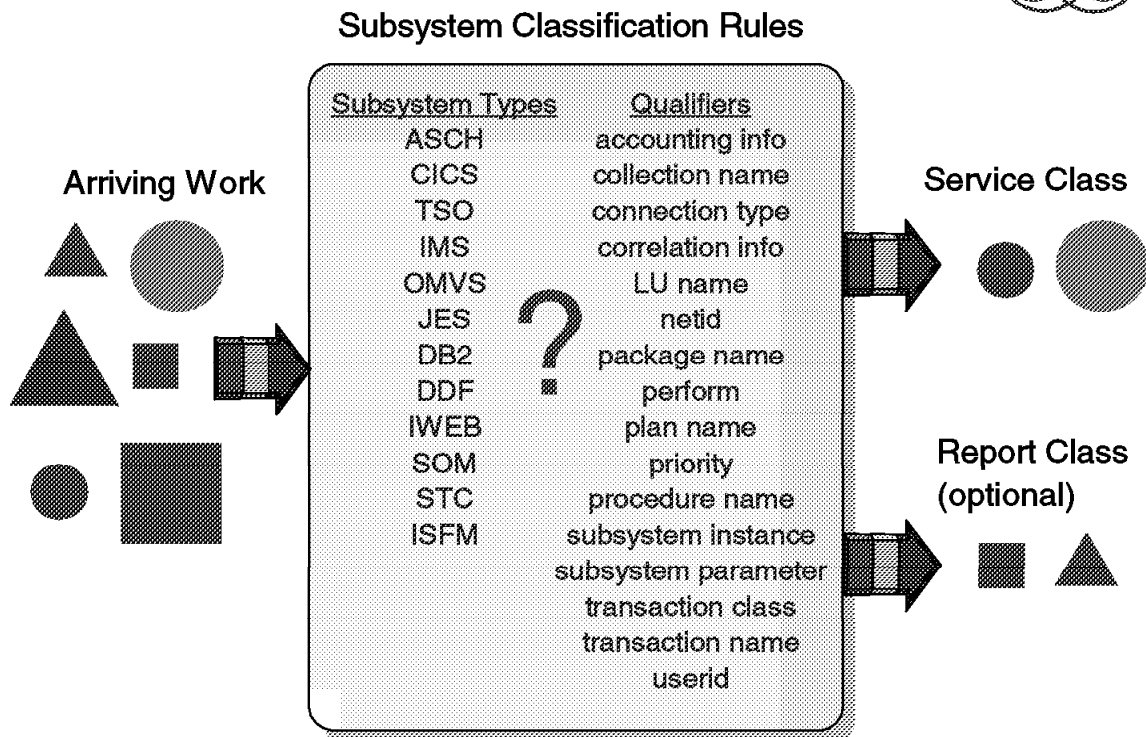 Subsystem Classification Rules
Subsystem Types
ASCH
CICS
TSO
IMS
OMVS
JES
DB2
DDF
IWEB
SOM
STC
ISFM
Qualifiers
accounting info
collection name
connection type
correlation info
LU name
netid
package name
perform
plan name
priority
procedure name
subsystem instance
subsystem parameter
transaction class
transaction name
userid
?
Arriving Work
Service Class
Report Class
(optional)